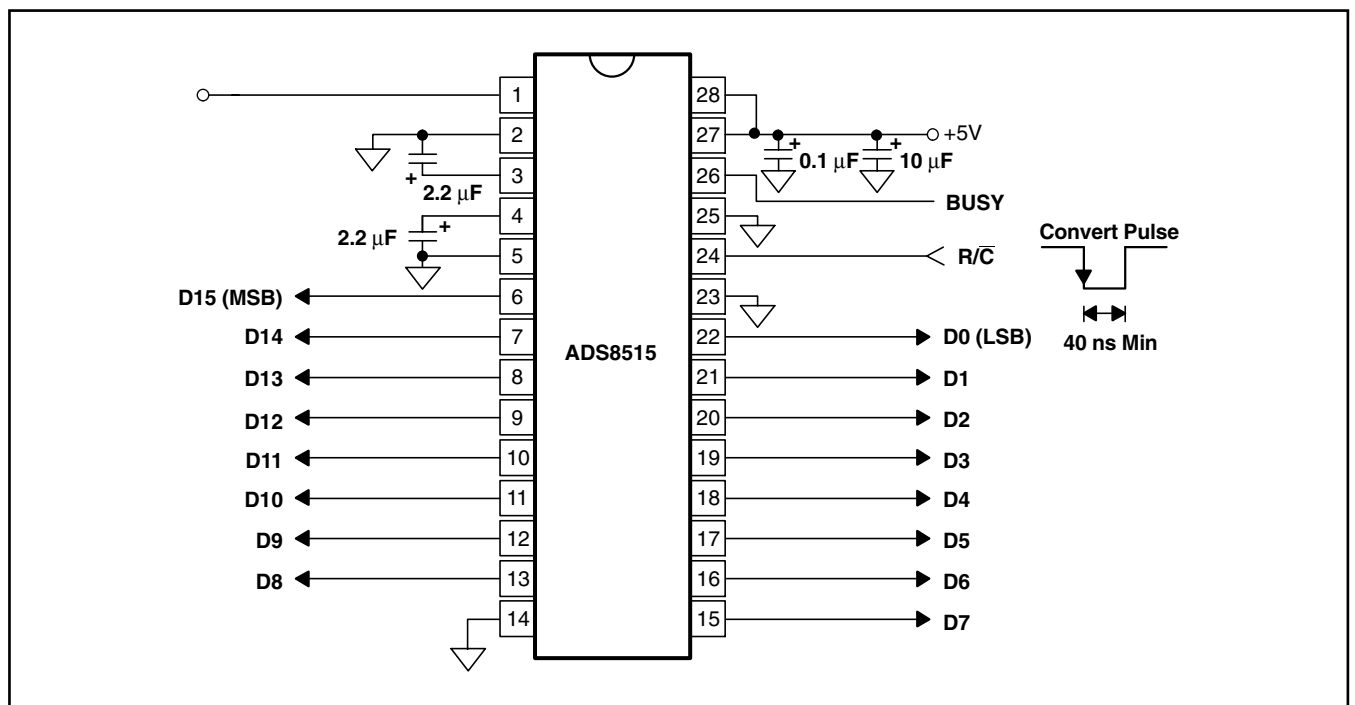 1
28
2
27
+5V
+
0.1 µF
+
10 µF
3
+
2.2 µF
26
BUSY
4
+
2.2 µF
25
Convert Pulse
5
24
R/C̅
D15 (MSB)
6
23
D14
7
ADS8515
22
D0 (LSB)
40 ns Min
D13
8
21
D1
D12
9
20
D2
D11
10
19
D3
D10
11
18
D4
D9
12
17
D5
D8
13
16
D6
14
15
D7